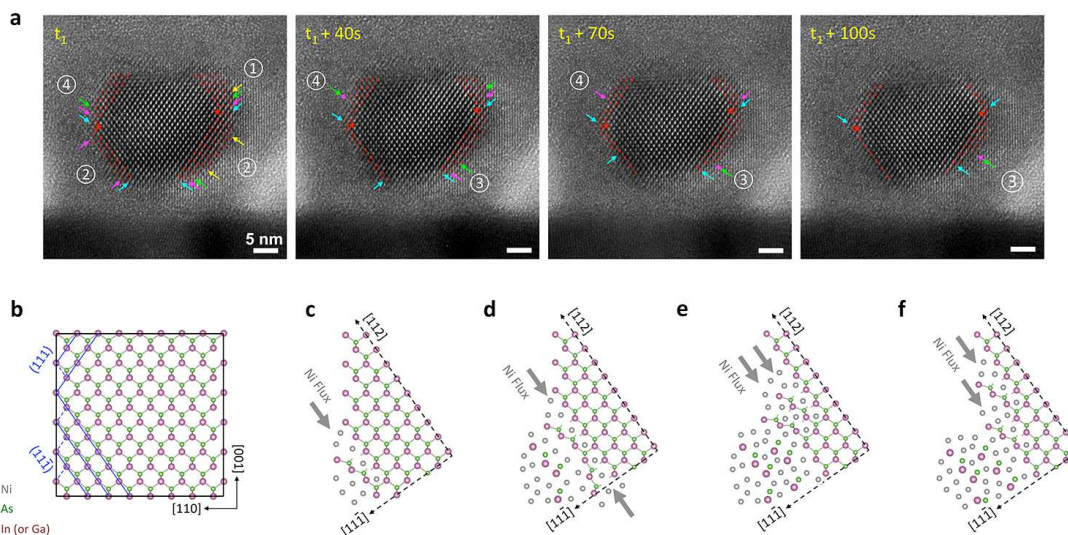 a
t1
t1 + 40s
t1 + 70s
t1 + 100s
④
①
②
②
5 nm
④
③
④
③
③
b
c
d
e
f
(111)
(111̅)
[001]
[110]
Ni
As
In (or Ga)
[112]
Ni Flux
[111̅]
[112]
Ni Flux
[111̅]
[112]
Ni Flux
[111̅]
[112]
Ni Flux
[111̅]